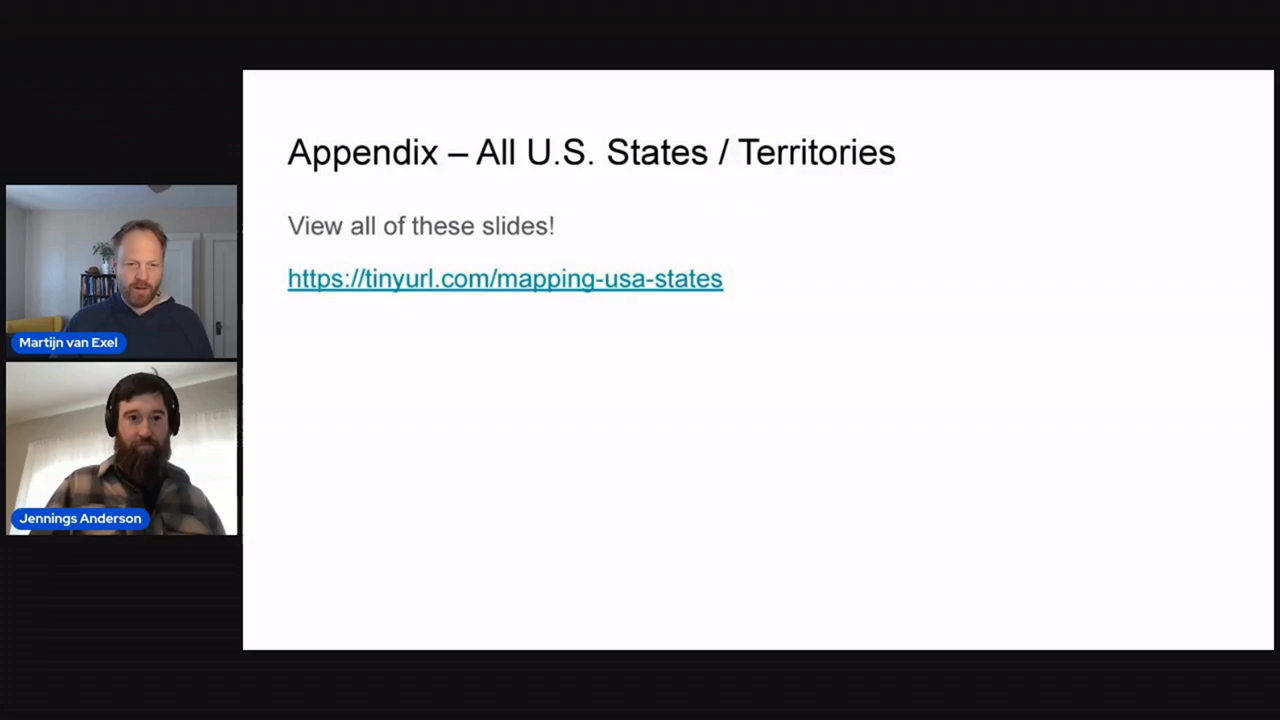 Appendix – All U.S. States / Territories
View all of these slides!
https://tinyurl.com/mapping-usa-states
Martijn van Exel
Jennings Anderson